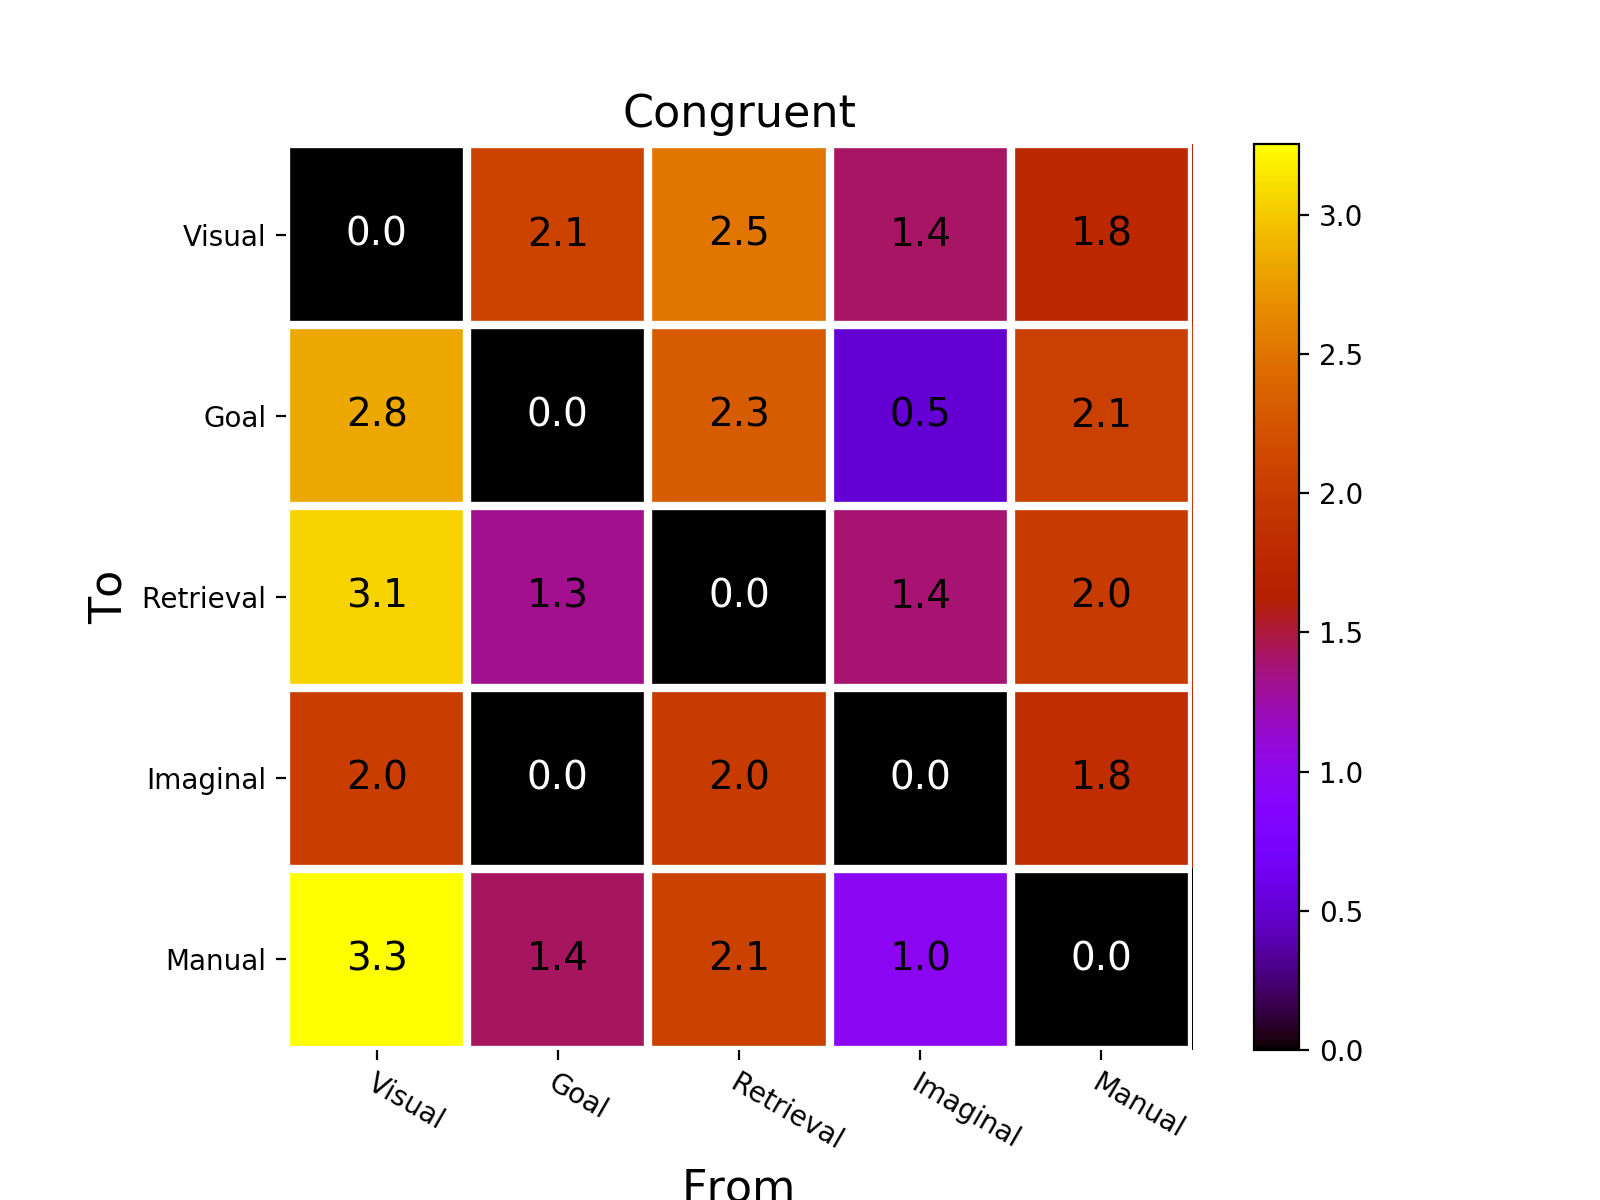 Congruent
Visual 0.0 2.1 2.5 1.4 1.8
Goal 2.8 0.0 2.3 0.5 2.1
Retrieval 3.1 1.3 0.0 1.4 2.0
Imaginal 2.0 0.0 2.0 0.0 1.8
Manual 3.3 1.4 2.1 1.0 0.0
To
Visual Goal Retrieval Imaginal Manual
From
3.0
2.5
2.0
1.5
1.0
0.5
0.0